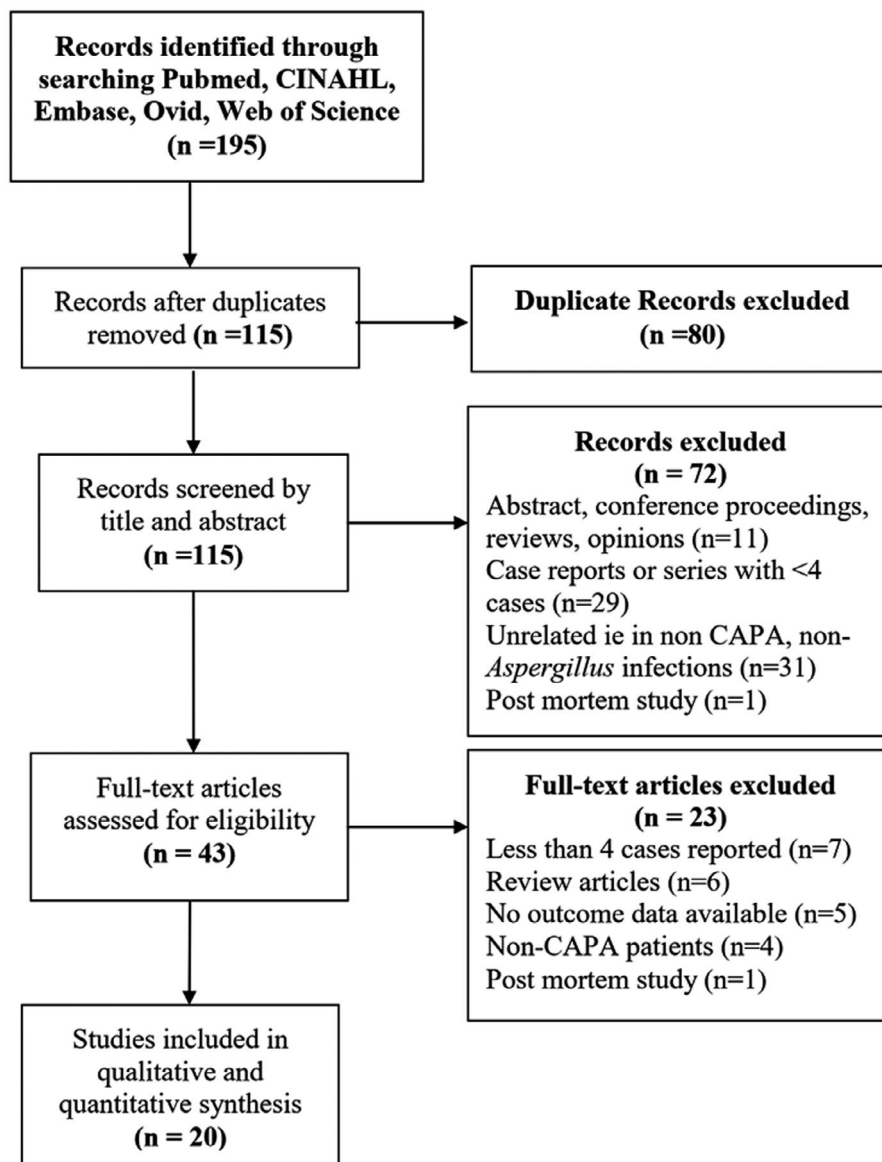 Records identified through
searching Pubmed, CINAHL,
Embase, Ovid, Web of Science
(n =195)
Records after duplicates
removed (n =115)
Duplicate Records excluded
(n =80)
Records screened by
title and abstract
(n =115)
Records excluded
(n = 72)
Abstract, conference proceedings,
reviews, opinions (n=11)
Case reports or series with <4
cases (n=29)
Unrelated ie in non CAPA, non-
Aspergillus infections (n=31)
Post mortem study (n=1)
Full-text articles
assessed for eligibility
(n = 43)
Full-text articles excluded
(n = 23)
Less than 4 cases reported (n=7)
Review articles (n=6)
No outcome data available (n=5)
Non-CAPA patients (n=4)
Post mortem study (n=1)
Studies included in
qualitative and
quantitative synthesis
(n = 20)